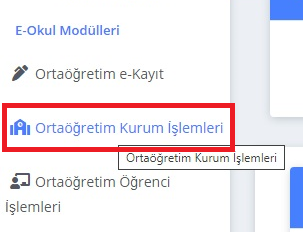 E-Okul Modülleri
Ortaöğretim e-Kayıt
Ortaöğretim Kurum İşlemleri
Ortaöğretim Kurum İşlemleri
Ortaöğretim Öğrenci
İşlemleri